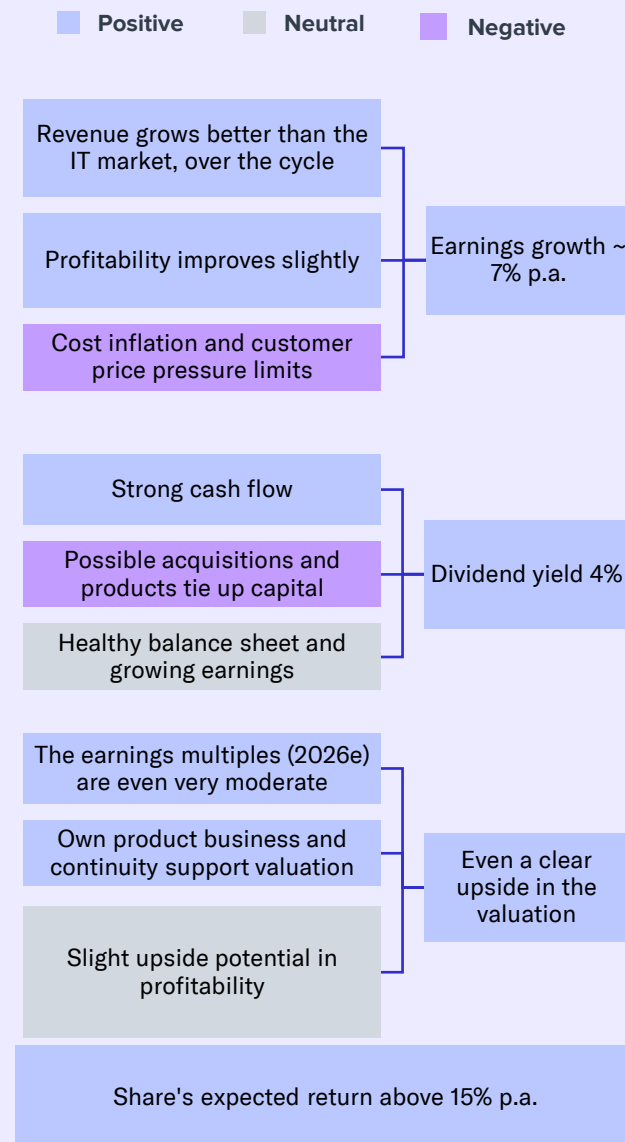 Positive
Neutral
Negative
Revenue grows better than the
IT market, over the cycle
Profitability improves slightly
Cost inflation and customer
price pressure limits
Earnings growth ~
7% p.a.
Strong cash flow
Possible acquisitions and
products tie up capital
Healthy balance sheet and
growing earnings
Dividend yield 4%
The earnings multiples (2026e)
are even very moderate
Own product business and
continuity support valuation
Slight upside potential in
profitability
Even a clear
upside in the
valuation
Share's expected return above 15% p.a.